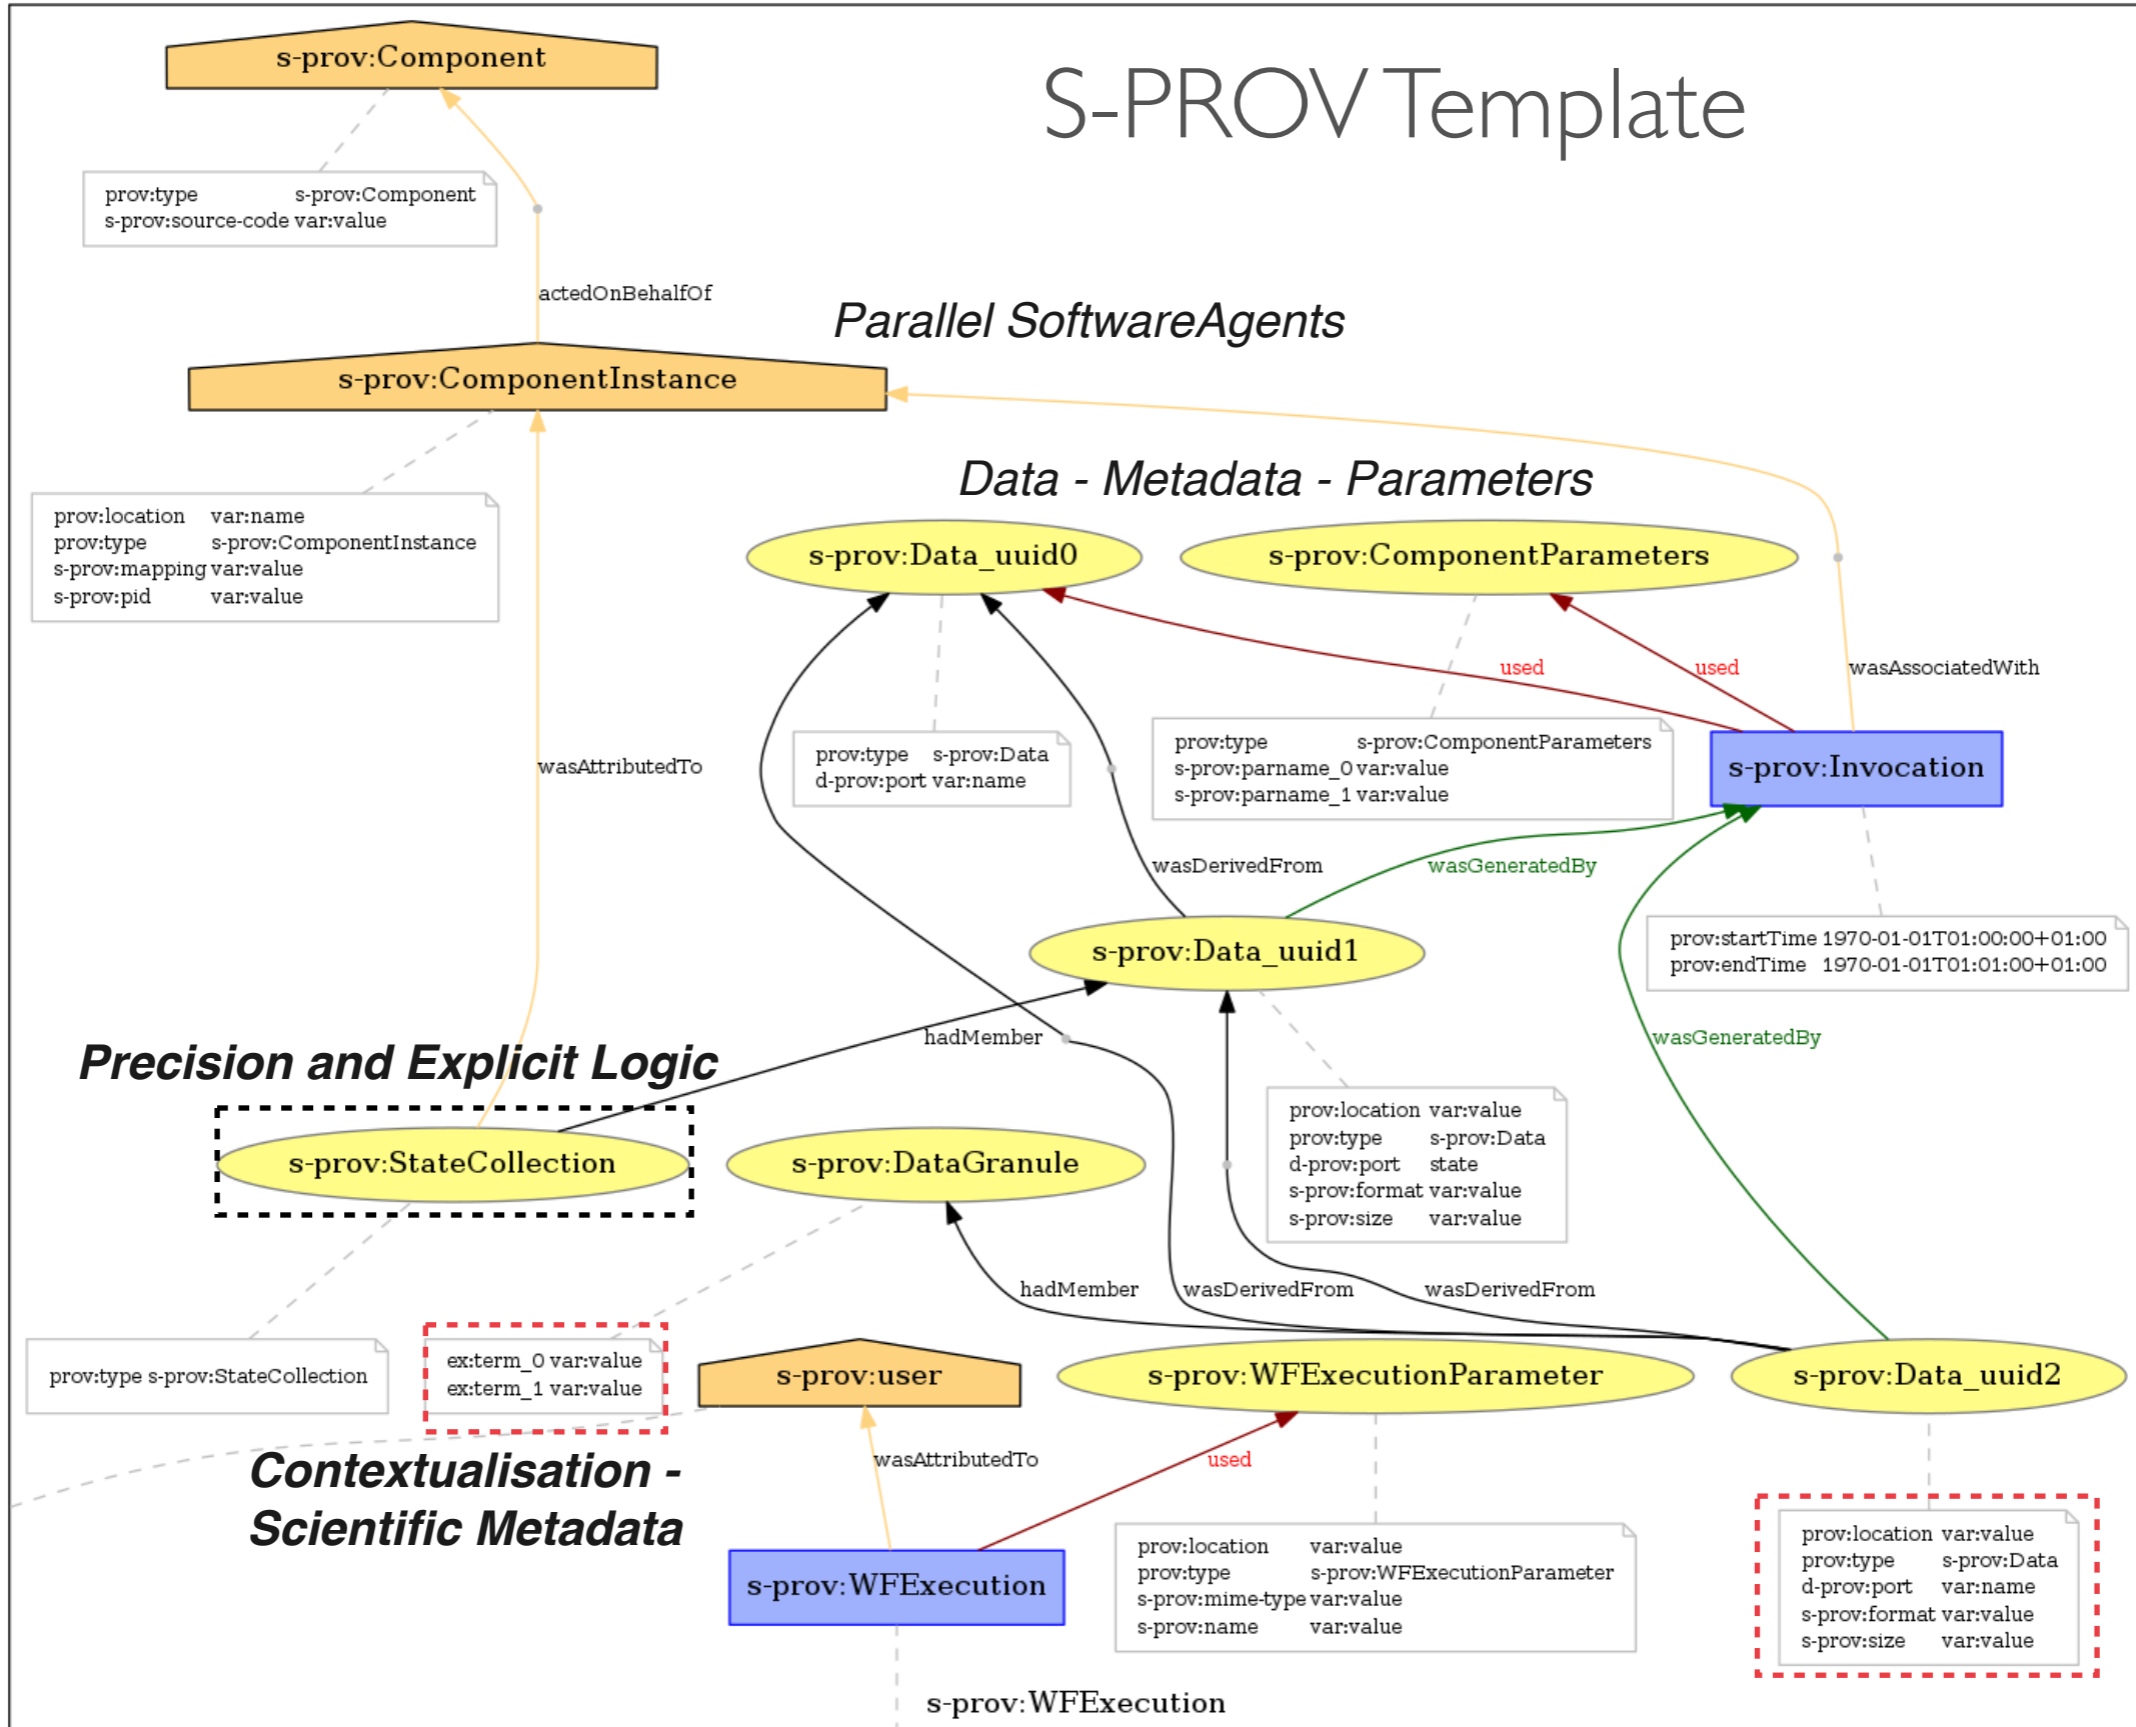 s-prov:Component
S-PROV Template
prov:type s-prov:Component
s-prov:source-code var:value
actedOnBehalfOf
Parallel SoftwareAgents
s-prov:ComponentInstance
Data - Metadata - Parameters
prov:location var:name
prov:type s-prov:ComponentInstance
s-prov:mapping var:value
s-prov:pid var:value
s-prov:Data_uuid0
s-prov:ComponentParameters
used
used
wasAssociatedWith
prov:type s-prov:Data
d-prov:port var:name
prov:type s-prov:ComponentParameters
s-prov:parname_0 var:value
s-prov:parname_1 var:value
s-prov:Invocation
wasAttributedTo
wasDerivedFrom
wasGeneratedBy
s-prov:Data_uuid1
prov:startTime 1970-01-01T01:00:00+01:00
prov:endTime 1970-01-01T01:01:00+01:00
hadMember
wasGeneratedBy
Precision and Explicit Logic
s-prov:StateCollection
s-prov:DataGranule
prov:location var:value
prov:type s-prov:Data
d-prov:port state
s-prov:format var:value
s-prov:size var:value
hadMember
wasDerivedFrom
wasDerivedFrom
prov:type s-prov:StateCollection
ex:term_0 var:value
ex:term_1 var:value
s-prov:user
s-prov:WFExecutionParameter
s-prov:Data_uuid2
Contextualisation -
Scientific Metadata
wasAttributedTo
used
s-prov:WFExecution
prov:location var:value
prov:type s-prov:WFExecutionParameter
s-prov:mime-type var:value
s-prov:name var:value
prov:location var:value
prov:type s-prov:Data
d-prov:port var:name
s-prov:format var:value
s-prov:size var:value
s-prov:WFExecution